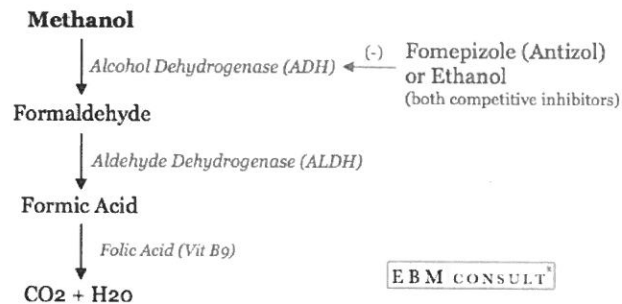 Methanol
Alcohol Dehydrogenase (ADH)
(-)
Fomepizole (Antizol)
or Ethanol
(both competitive inhibitors)
Formaldehyde
Aldehyde Dehydrogenase (ALDH)
Formic Acid
Folic Acid (Vit B9)
CO2 + H2O
EBM CONSULT